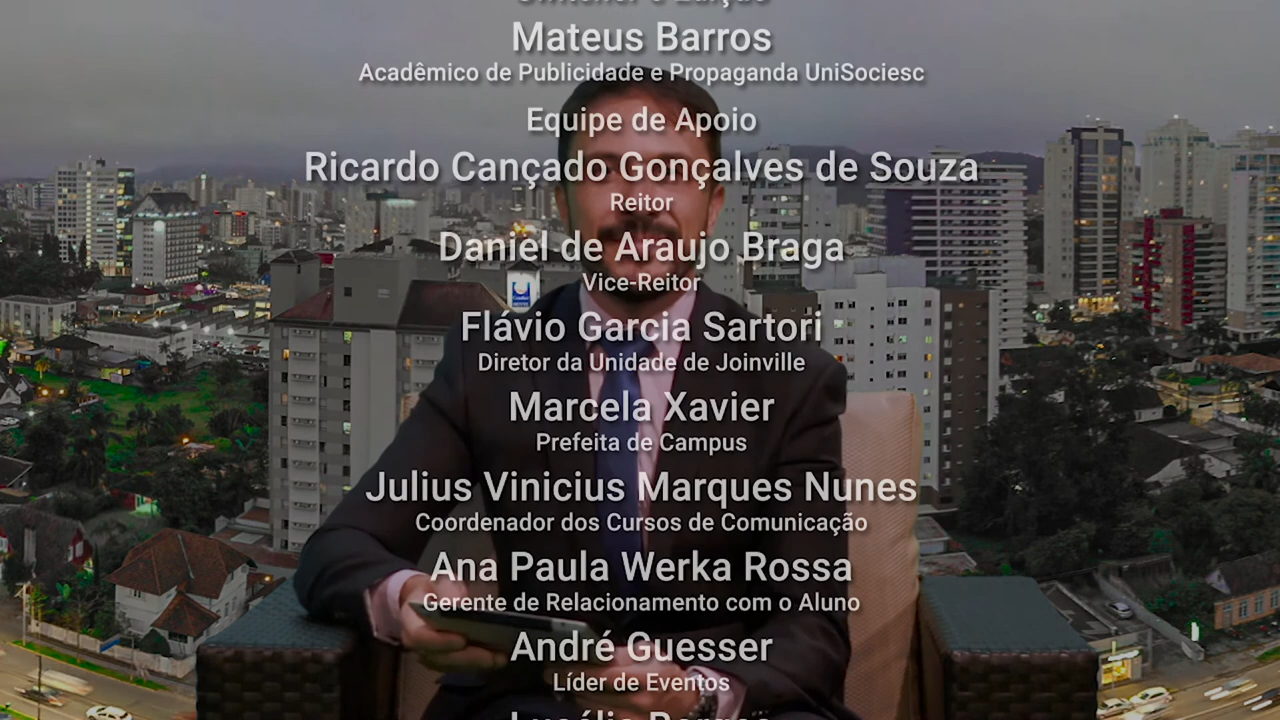 Mateus Barros
Acadêmico de Publicidade e Propaganda UniSociesc
Equipe de Apoio
Ricardo Cançado Gonçalves de Souza
Reitor
Daniel de Araujo Braga
Vice-Reitor
Flávio Garcia Sartori
Diretor da Unidade de Joinville
Marcela Xavier
Prefeita de Campus
Julius Vinicius Marques Nunes
Coordenador dos Cursos de Comunicação
Ana Paula Werka Rossa
Gerente de Relacionamento com o Aluno
André Guesser
Líder de Eventos